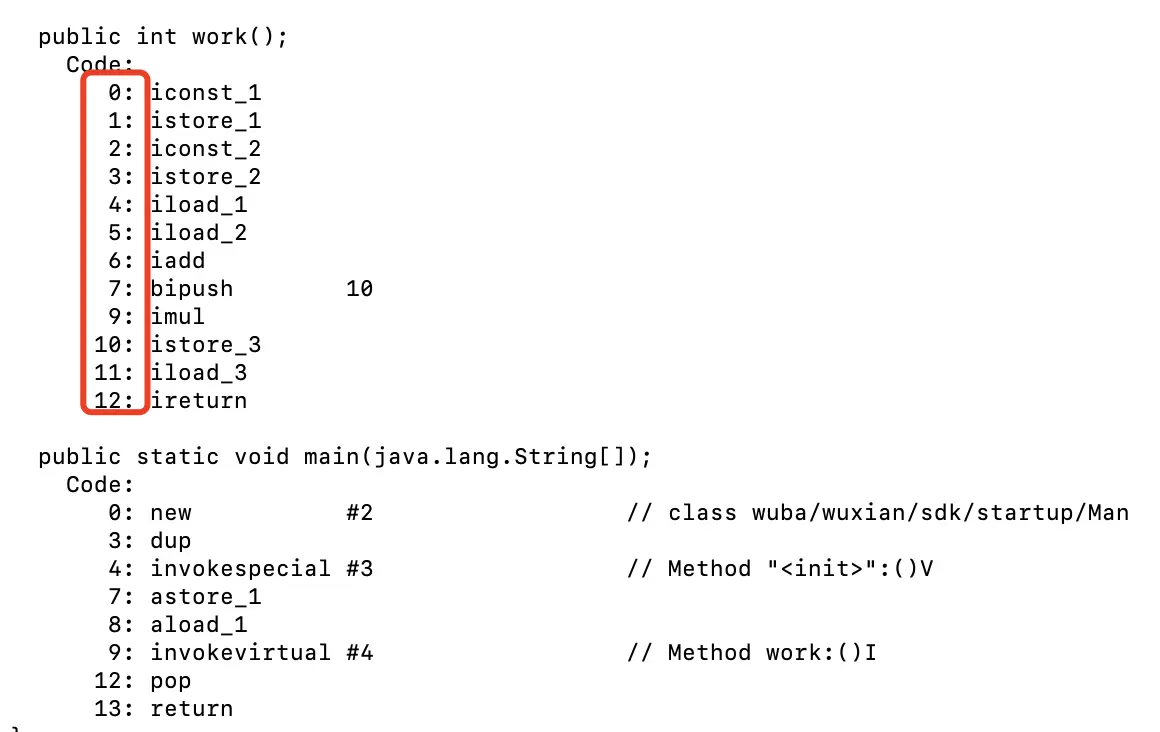 public int work();
Code:
0: iconst_1
1: istore_1
2: iconst_2
3: istore_2
4: iload_1
5: iload_2
6: iadd
7: bipush 10
9: imul
10: istore_3
11: iload_3
12: ireturn
public static void main(java.lang.String[]);
Code:
0: new #2 // class wuba/wuxian/sdk/startup/Man
3: dup
4: invokespecial #3 // Method "<init>":()V
7: astore_1
8: aload_1
9: invokevirtual #4 // Method work:()I
12: pop
13: return
}